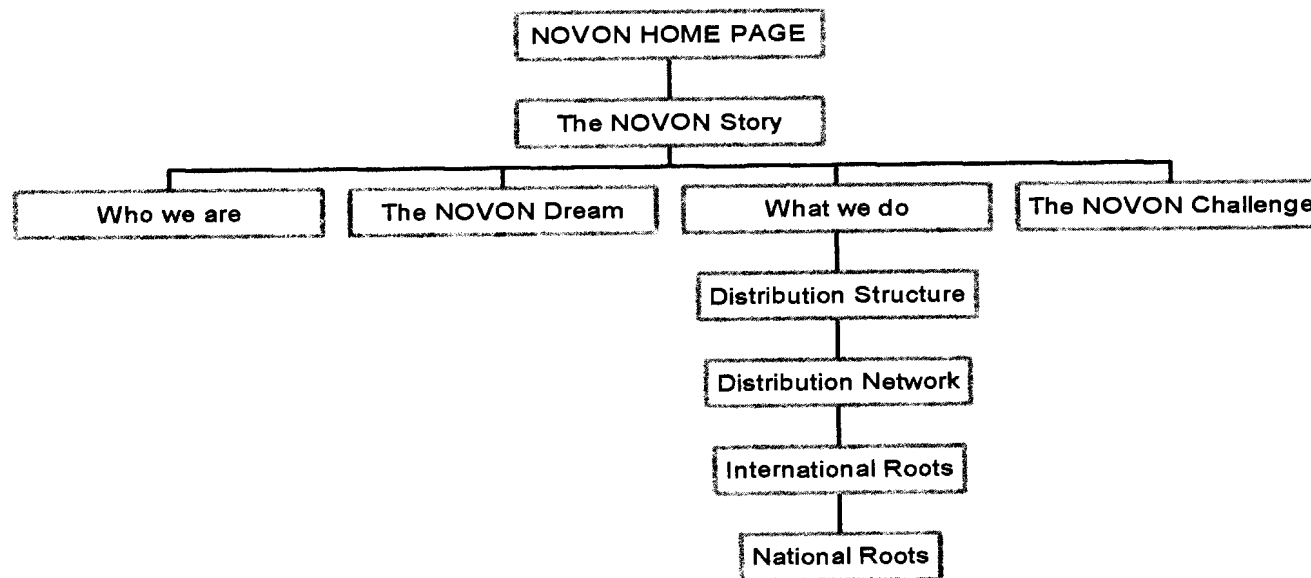 NOVON HOME PAGE
The NOVON Story
Who we are
The NOVON Dream
What we do
The NOVON Challenge
Distribution Structure
Distribution Network
International Roots
National Roots